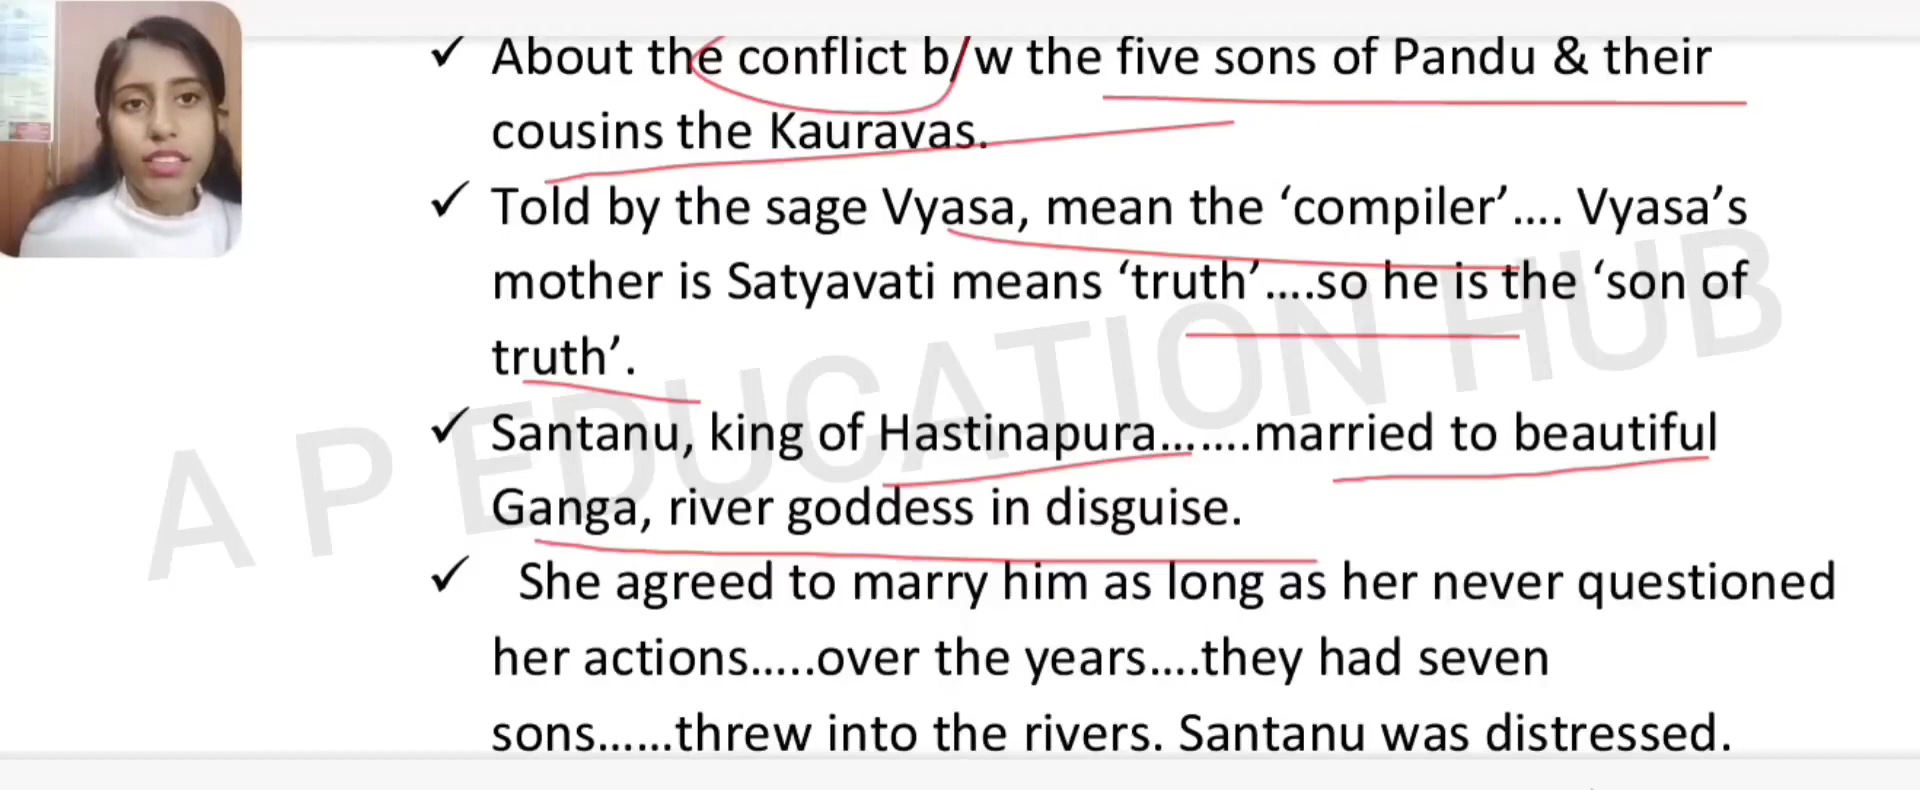 ✓ About the conflict b/w the five sons of Pandu & their
cousins the Kauravas.
✓ Told by the sage Vyasa, mean the ‘compiler’.... Vyasa’s
mother is Satyavati means ‘truth’....so he is the ‘son of
truth’.
✓ Santanu, king of Hastinapura.......married to beautiful
Ganga, river goddess in disguise.
✓ She agreed to marry him as long as her never questioned
her actions.....over the years....they had seven
sons......threw into the rivers. Santanu was distressed.
A P EDUCATION HUB